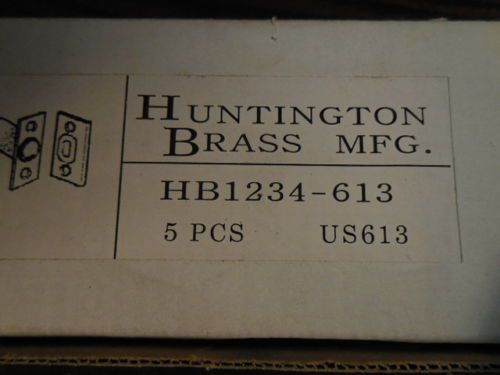 HUNTINGTON
BRASS MFG.
HB1234-613
5 PCS US613